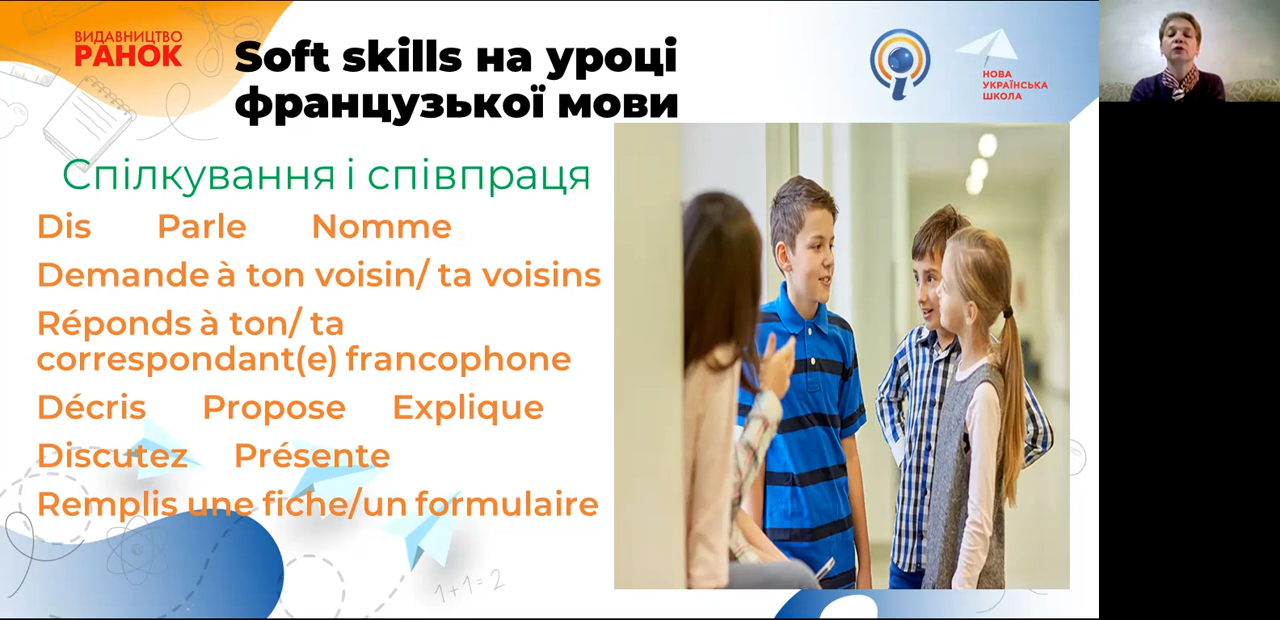 ВИДАВНИЦТВО
РАНОК
Soft skills на уроці
французької мови
НОВА
УКРАЇНСЬКА
ШКОЛА
Спілкування і співпраця
Dis Parle Nomme
Demande à ton voisin/ ta voisins
Réponds à ton/ ta
correspondant(e) francophone
Décris Propose Explique
Discutez Présente
Remplis une fiche/un formulaire
1+1=2